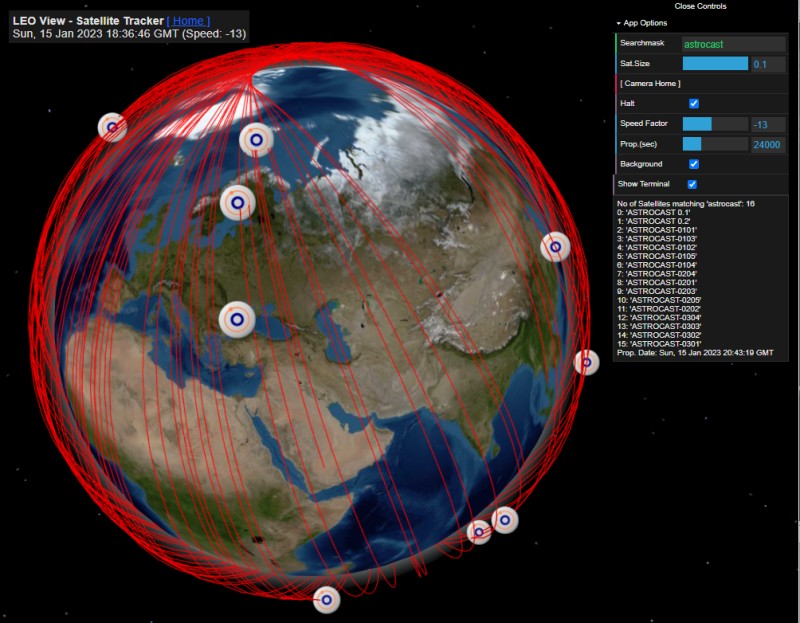 LEO View - Satellite Tracker [ Home ]
Sun, 15 Jan 2023 18:36:46 GMT (Speed: -13)
Close Controls
App Options
Searchmask astrocast
Sat.Size 0.1
[ Camera Home ]
Halt
Speed Factor -13
Prop.(sec) 24000
Background
Show Terminal
No of Satellites matching 'astrocast': 16
0: 'ASTROCAST 0.1'
1: 'ASTROCAST 0.2'
2: 'ASTROCAST-0101'
3: 'ASTROCAST-0103'
4: 'ASTROCAST-0102'
5: 'ASTROCAST-0105'
6: 'ASTROCAST-0104'
7: 'ASTROCAST-0204'
8: 'ASTROCAST-0201'
9: 'ASTROCAST-0203'
10: 'ASTROCAST-0205'
11: 'ASTROCAST-0202'
12: 'ASTROCAST-0304'
13: 'ASTROCAST-0303'
14: 'ASTROCAST-0302'
15: 'ASTROCAST-0301'
Prop. Date: Sun, 15 Jan 2023 20:43:19 GMT